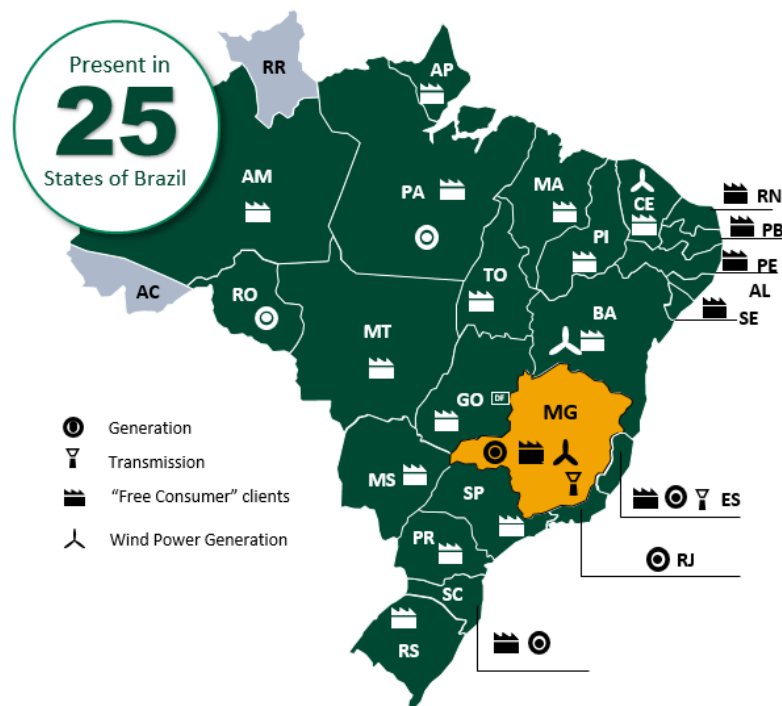 Present in
25
States of Brazil
RR
AP
AM
PA
MA
CE
RN
PB
PI
PE
AL
TO
SE
AC
RO
BA
MT
GO
DF
MG
Generation
Transmission
"Free Consumer" clients
Wind Power Generation
MS
SP
ES
PR
RJ
SC
RS